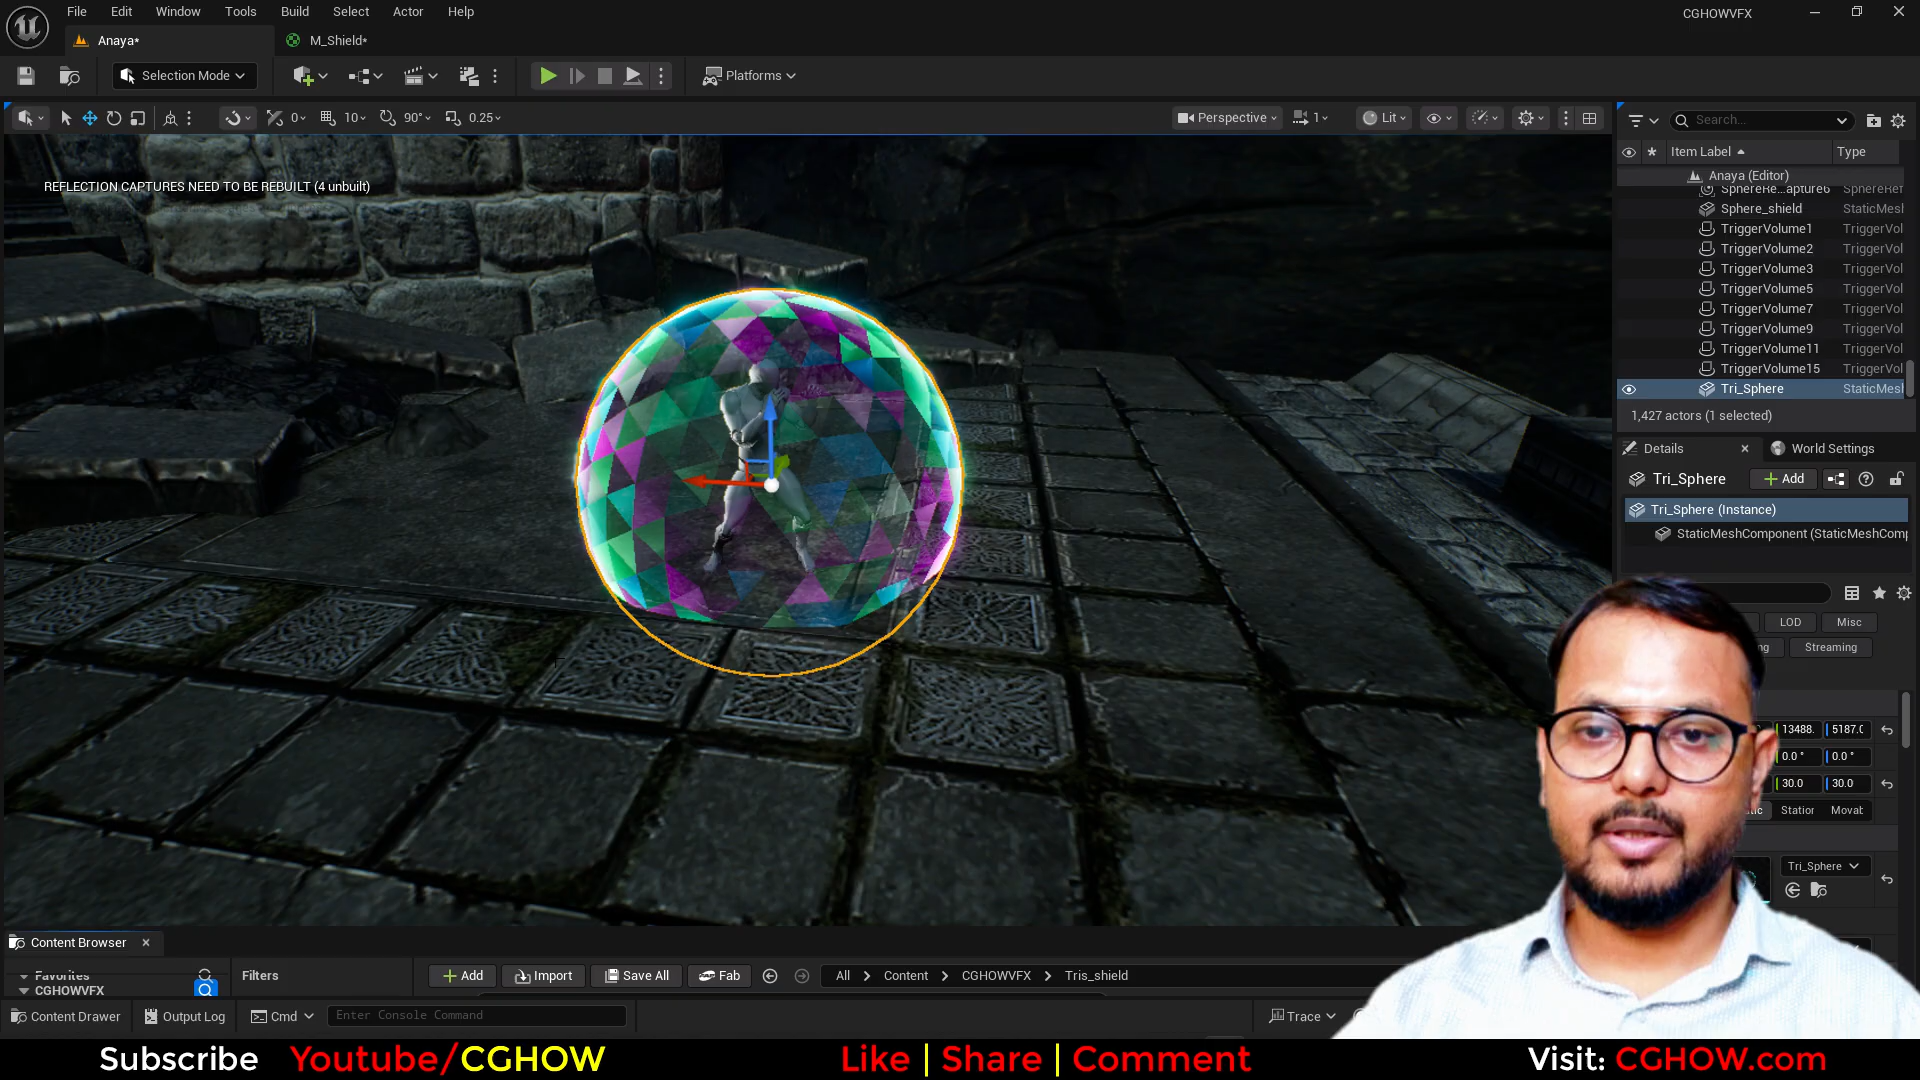 File Edit Window Tools Build Select Actor Help
CGHOWVFX
Anaya*
M_Shield*
Selection Mode
Platforms
0
10
90°
0.25
Perspective
1
Lit
REFLECTION CAPTURES NEED TO BE REBUILT (4 unbuilt)
Search...
Item Label
Type
Anaya (Editor)
SphereRe...apture6 SphereRef
Sphere_shield StaticMesl
TriggerVolume1 TriggerVol
TriggerVolume2 TriggerVol
TriggerVolume3 TriggerVol
TriggerVolume5 TriggerVol
TriggerVolume7 TriggerVol
TriggerVolume9 TriggerVol
TriggerVolume11 TriggerVol
TriggerVolume15 TriggerVol
Tri_Sphere StaticMesl
1,427 actors (1 selected)
Details
World Settings
Tri_Sphere
Add
Tri_Sphere (Instance)
StaticMeshComponent (StaticMeshComp
LOD
Misc
Streaming
13488. 5187.0
0.0 ° 0.0 °
30.0 30.0
Tri_Sphere
Content Browser
Favorites
CGHOWVFX
Filters
Add
Import
Save All
Fab
All > Content > CGHOWVFX > Tris_shield
Content Drawer
Output Log
Cmd
Enter Console Command
Trace
Subscribe Youtube/CGHOW
Like | Share | Comment
Visit: CGHOW.com